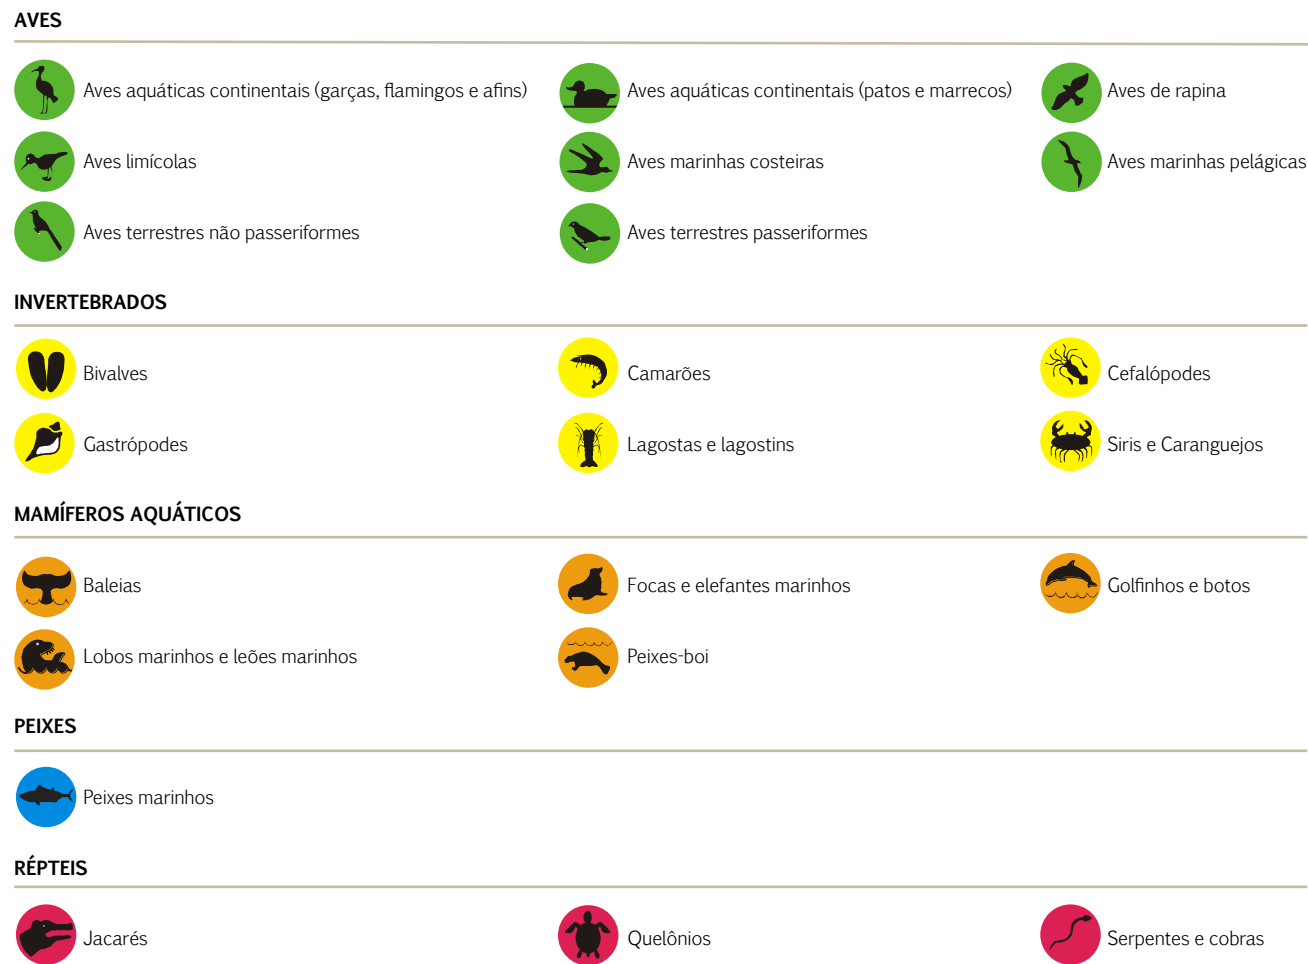 AVES
Aves aquáticas continentais (garças, flamingos e afins)
Aves aquáticas continentais (patos e marrecos)
Aves de rapina
Aves limícolas
Aves marinhas costeiras
Aves marinhas pelágicas
Aves terrestres não passeriformes
Aves terrestres passeriformes
INVERTEBRADOS
Bivalves
Camarões
Cefalópodes
Gastrópodes
Lagostas e lagostins
Siris e Caranguejos
MAMÍFEROS AQUÁTICOS
Baleias
Focas e elefantes marinhos
Golfinhos e botos
Lobos marinhos e leões marinhos
Peixes-boi
PEIXES
Peixes marinhos
RÉPTEIS
Jacarés
Quelônios
Serpentes e cobras